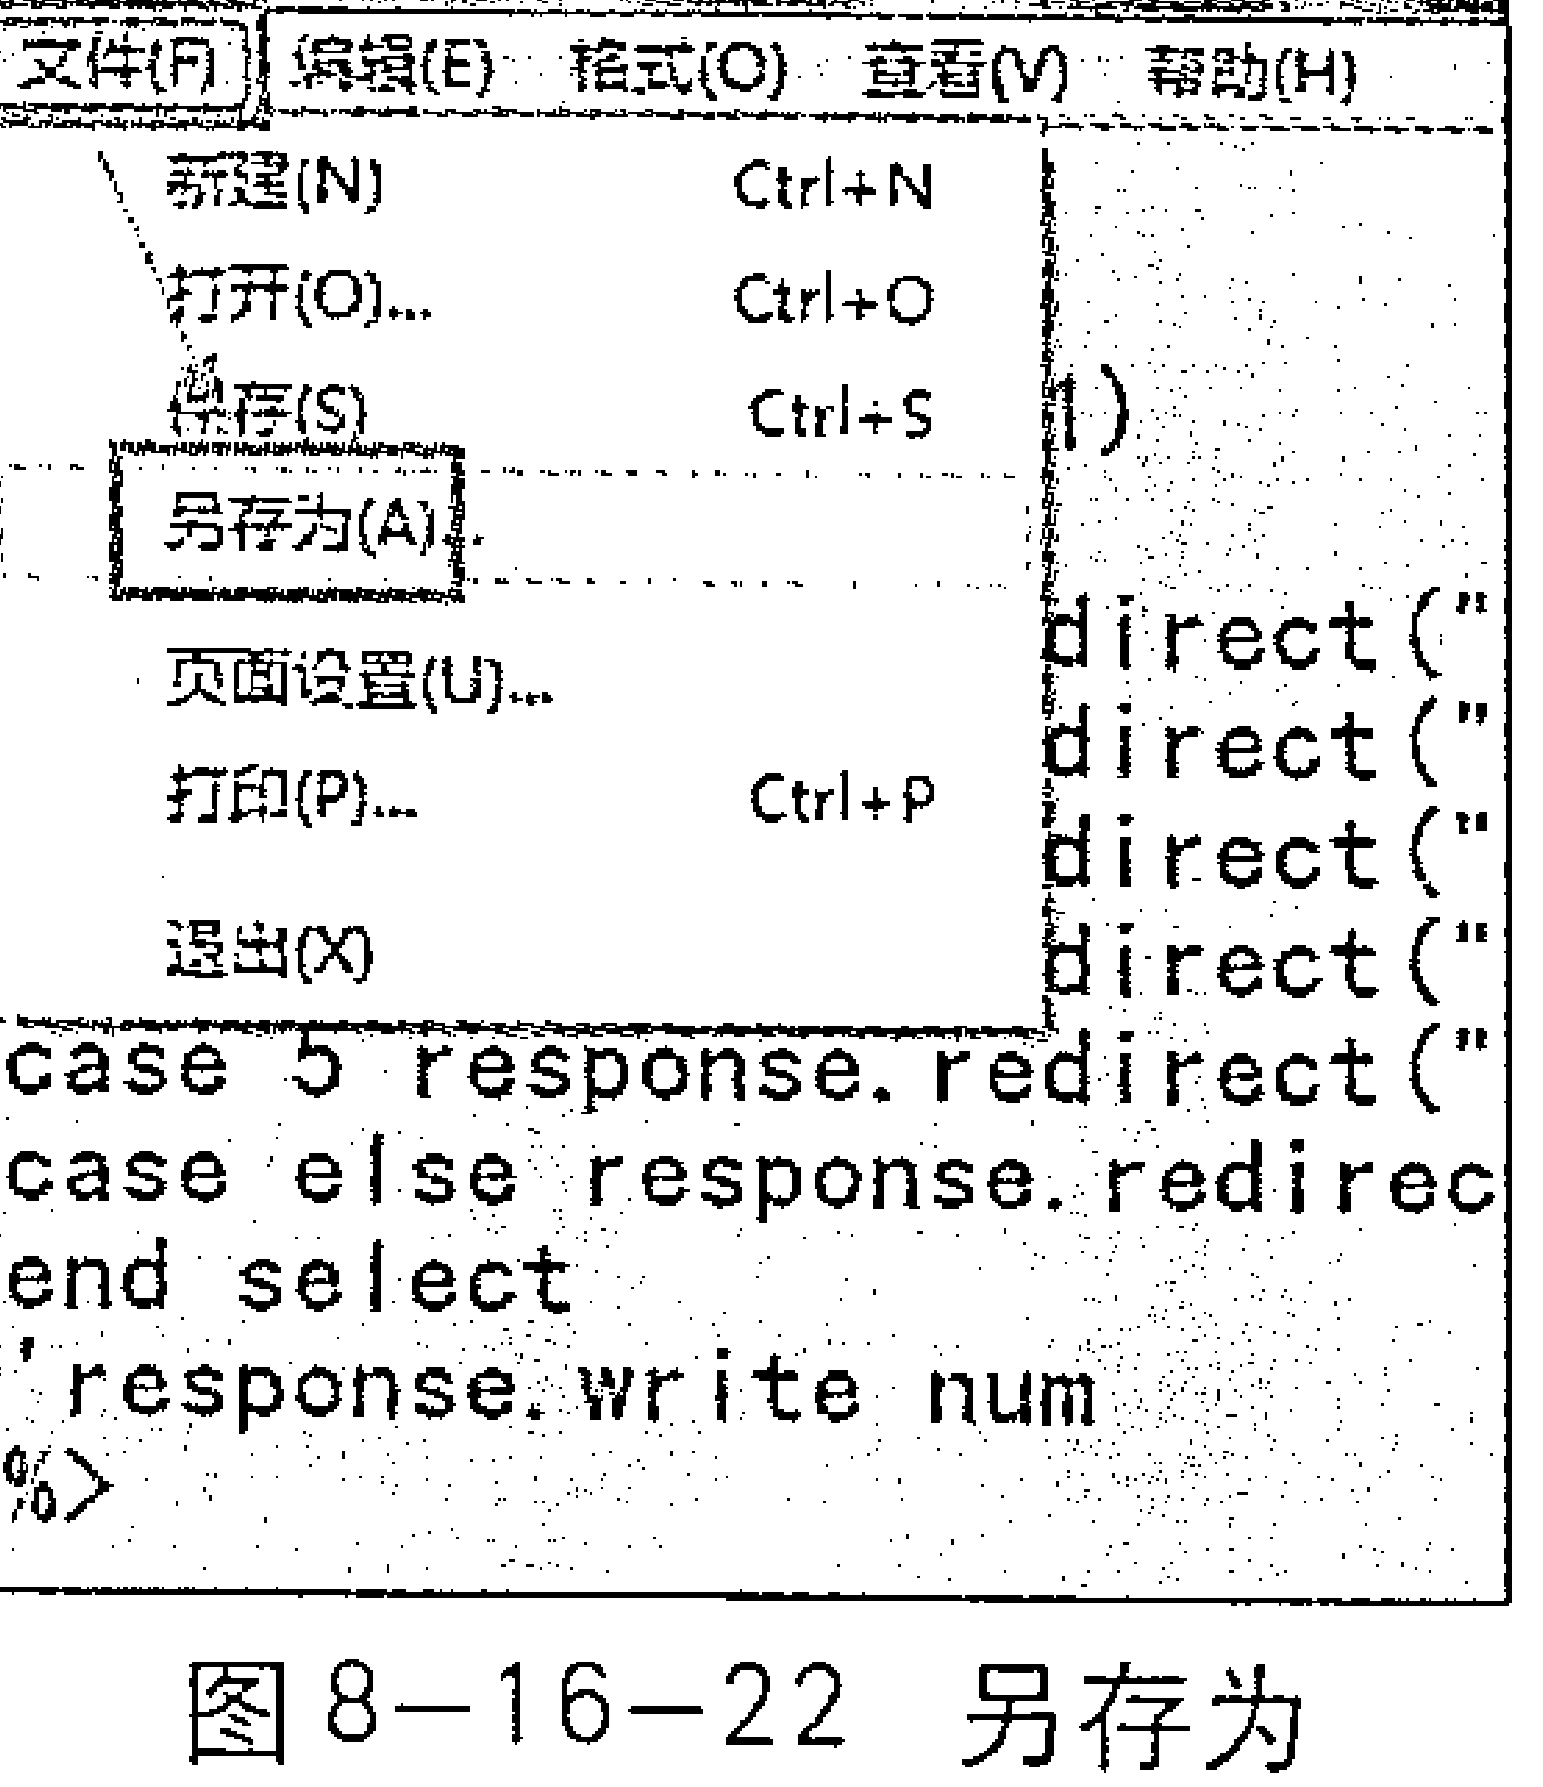 文件(F) 编辑(E) 格式(O) 查看(V) 帮助(H)
新建(N) Ctrl+N
打开(O)... Ctrl+O
保存(S) Ctrl+S 1)
另存为(A)...
direct("
页面设置(U)...
direct("
打印(P)... Ctrl+P
direct("
退出(X) direct("
case 5 response.redirect("
case else response.redirec
end select
'response.write num
%>
图 8-16-22 另存为